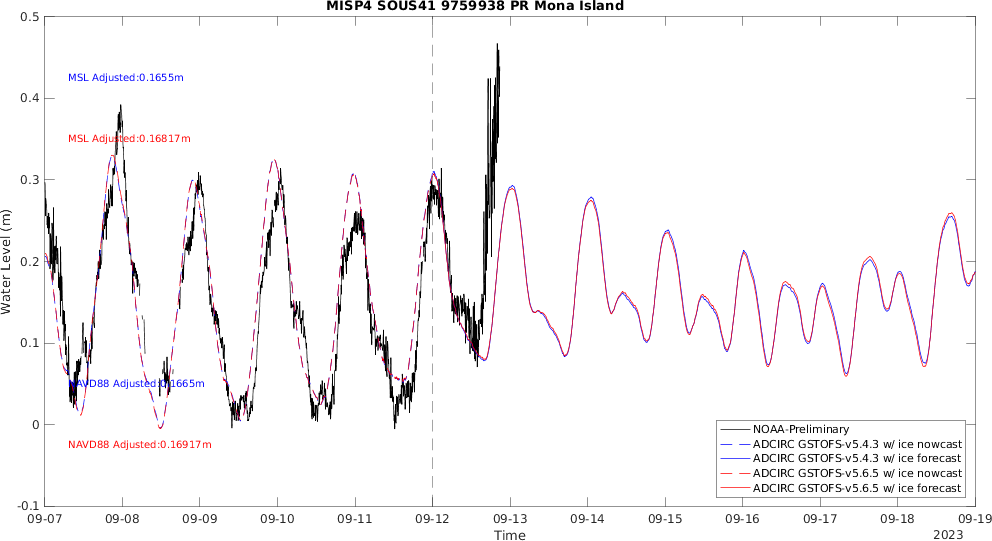 MISP4 SOUS41 9759938 PR Mona Island
0.5
0.4
0.3
0.2
0.1
0
-0.1
Water Level (m)
MSL Adjusted:0.1655m
MSL Adjusted:0.16817m
NAVD88 Adjusted:0.1665m
NAVD88 Adjusted:0.16917m
NOAA-Preliminary
ADCIRC GSTOFS-v5.4.3 w/ ice nowcast
ADCIRC GSTOFS-v5.4.3 w/ ice forecast
ADCIRC GSTOFS-v5.6.5 w/ ice nowcast
ADCIRC GSTOFS-v5.6.5 w/ ice forecast
09-07 09-08 09-09 09-10 09-11 09-12 09-13 09-14 09-15 09-16 09-17 09-18 09-19
Time
2023